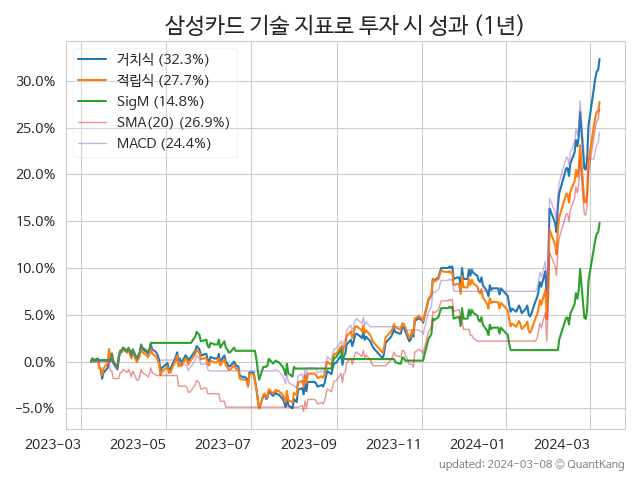 삼성카드 기술 지표로 투자 시 성과 (1년)
거치식 (32.3%)
적립식 (27.7%)
SigM (14.8%)
SMA(20) (26.9%)
MACD (24.4%)
30.0%
25.0%
20.0%
15.0%
10.0%
5.0%
0.0%
−5.0%
2023-03 2023-05 2023-07 2023-09 2023-11 2024-01 2024-03
updated: 2024-03-08 © QuantKang